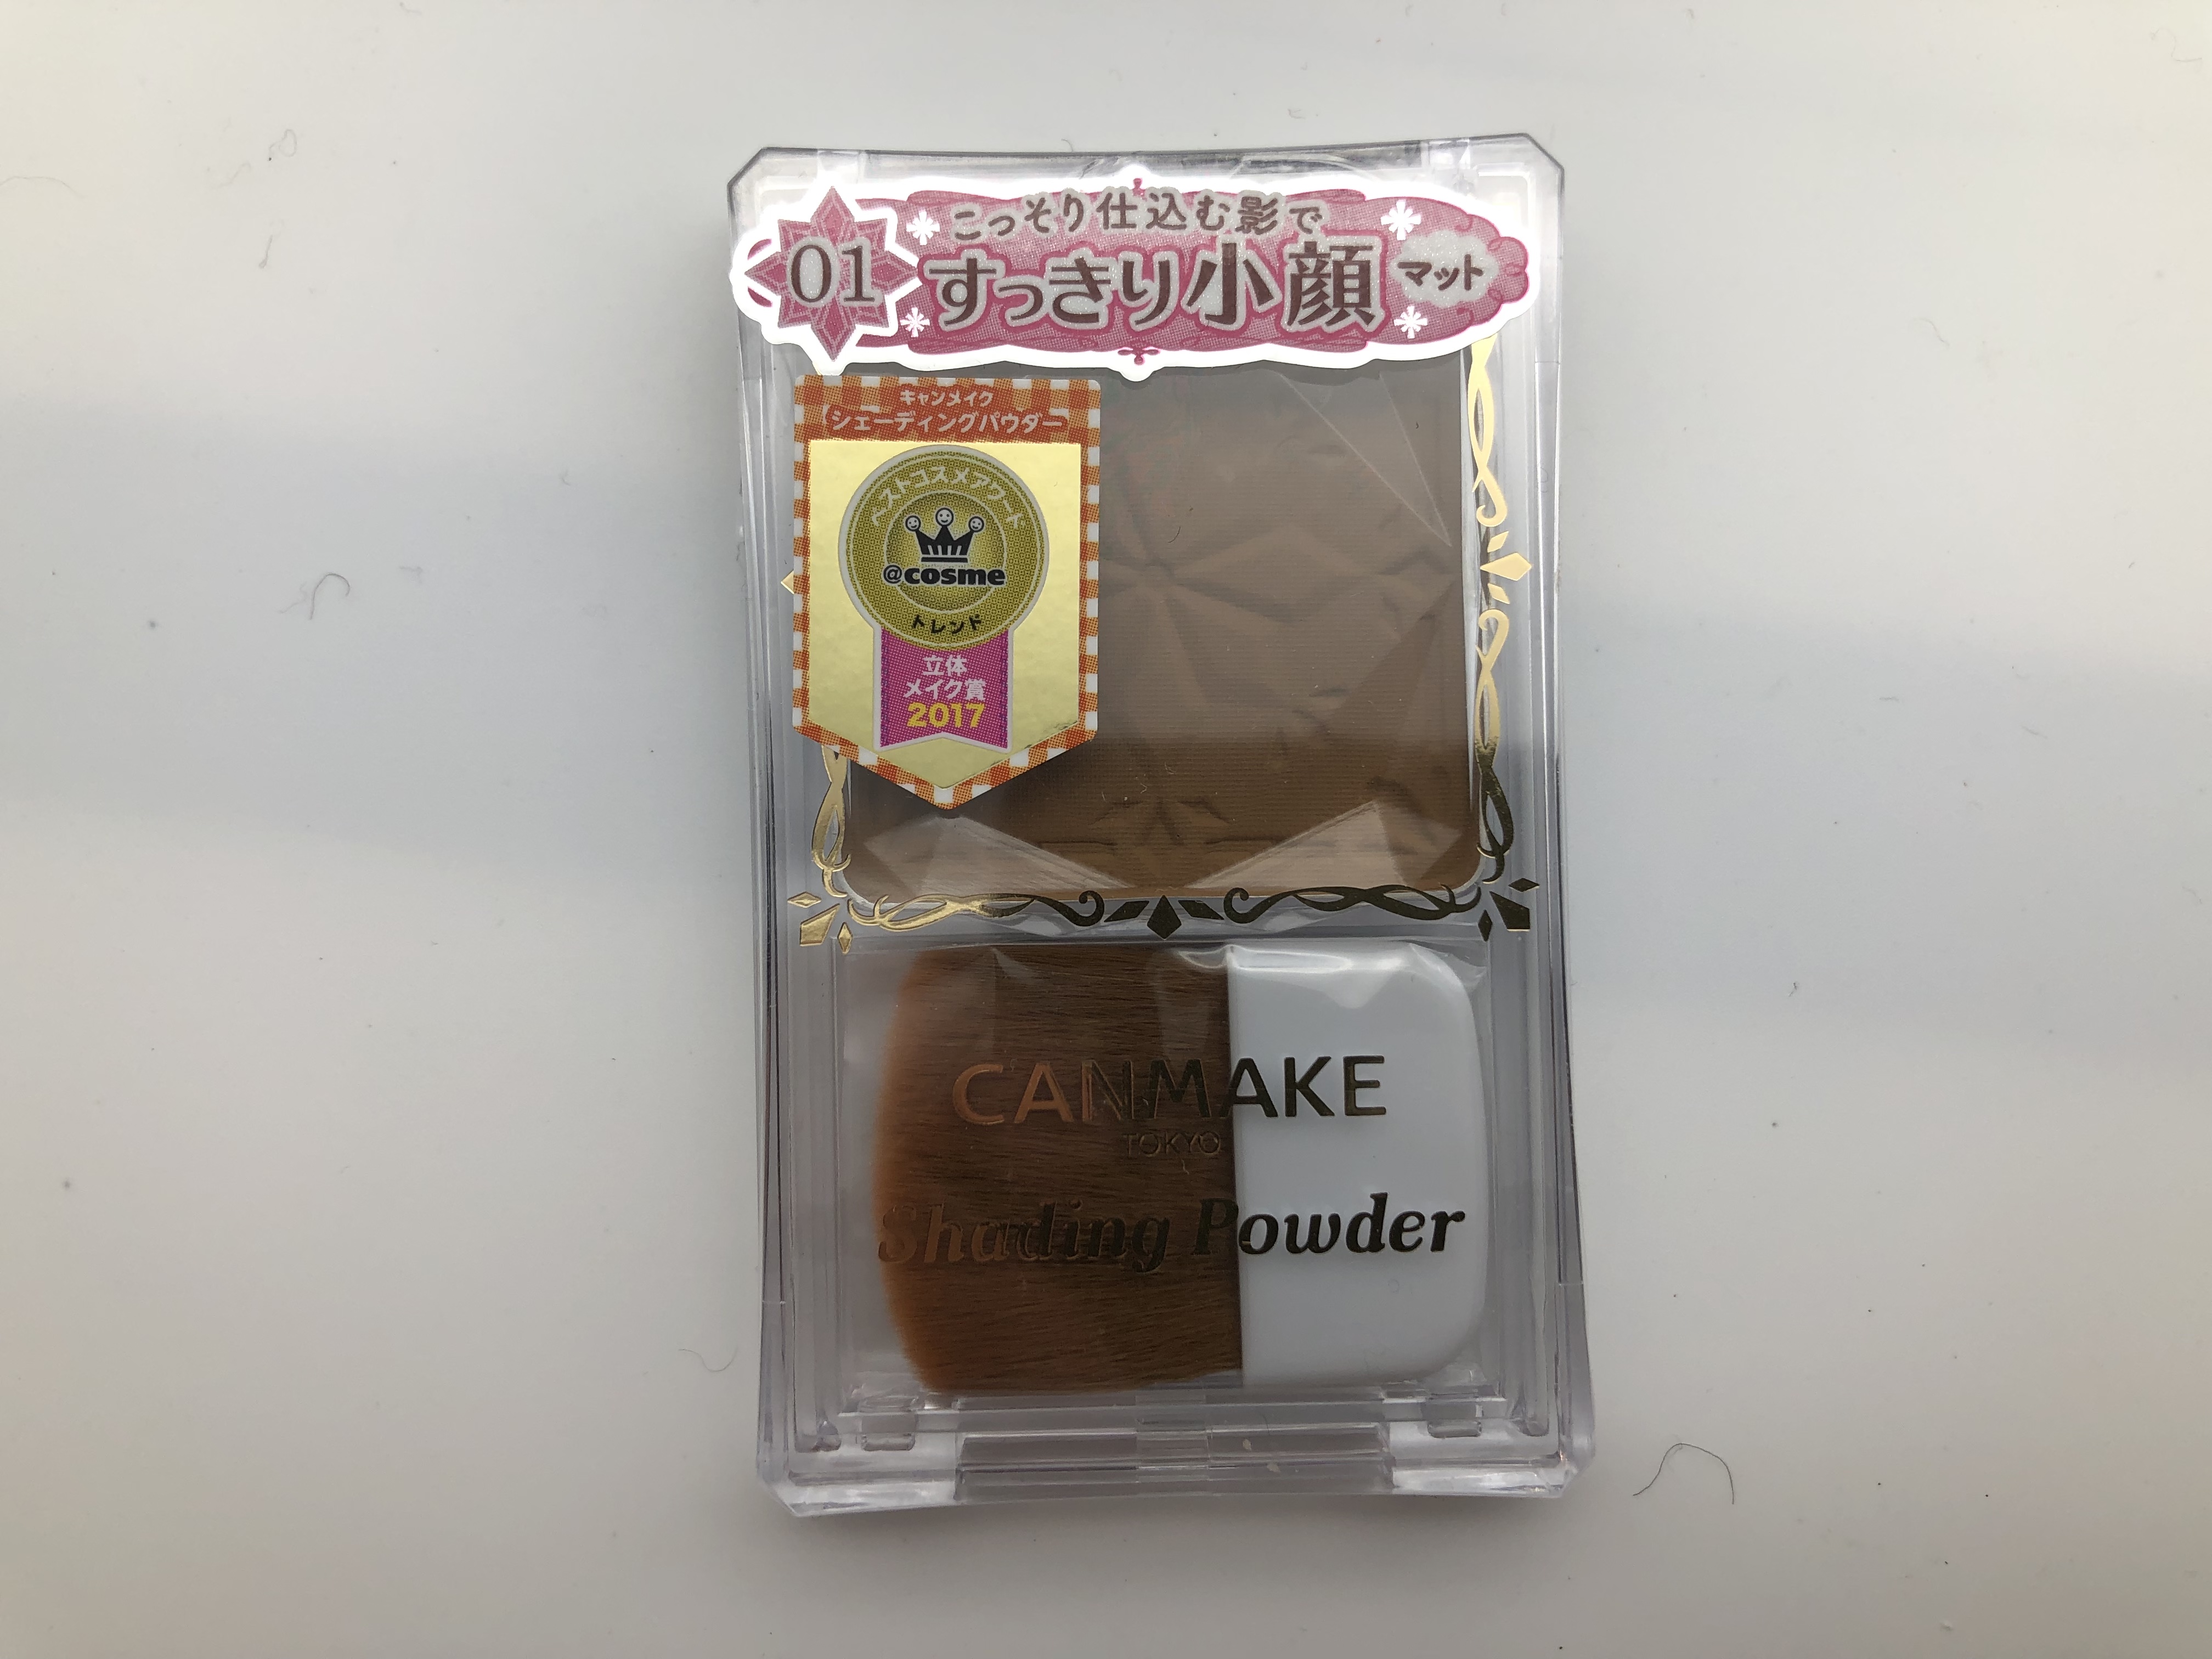 こっそり仕込む影で
01
すっきり小顔
マット
キャンメイク
シェーディングパウダー
ベストコスメアワード
@cosme
トレンド
立体
メイク賞
2017
CANMAKE
TOKYO
Shading Powder